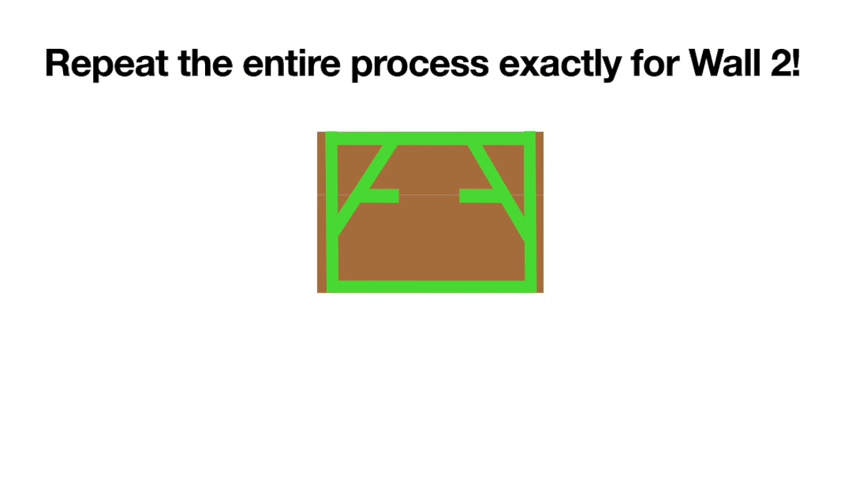 Repeat the entire process exactly for Wall 2!